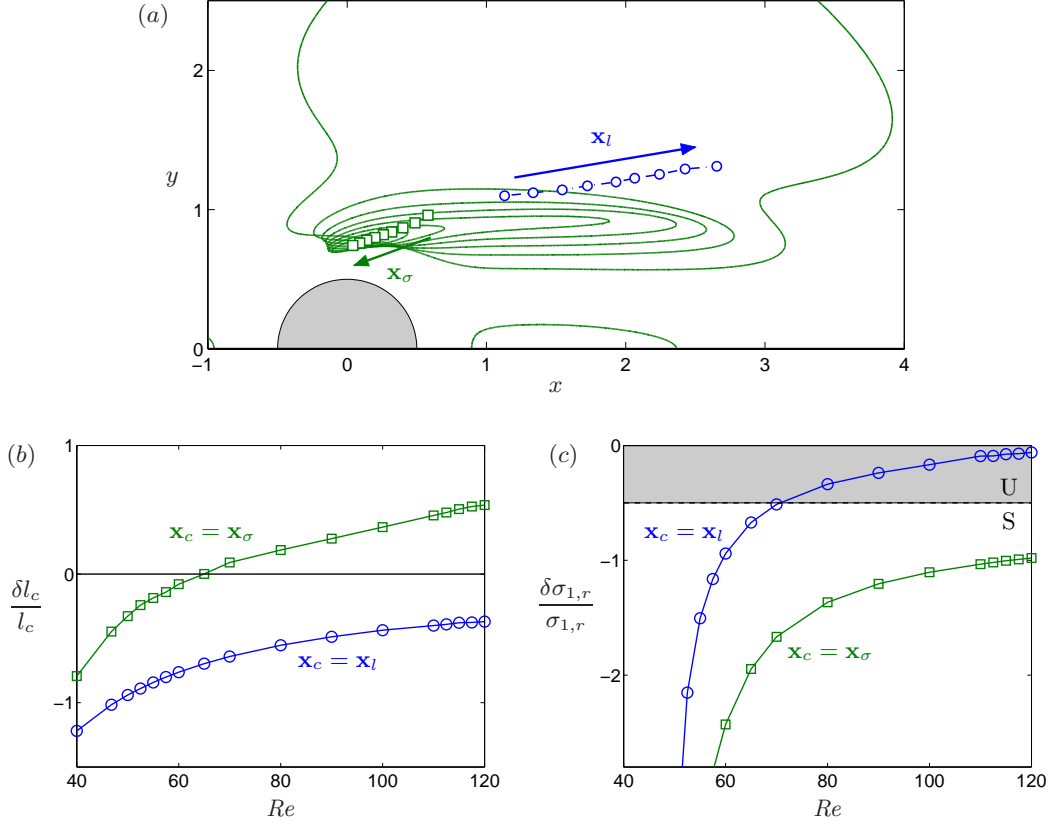 (a)
2
1
0
y
x_l
x_σ
−1
0
1
2
3
4
x
(b)
1
0
−1
δl_c
l_c
x_c = x_σ
x_c = x_l
40
60
80
100
120
Re
(c)
0
−1
−2
δσ_{1,r}
σ_{1,r}
U
S
x_c = x_l
x_c = x_σ
40
60
80
100
120
Re